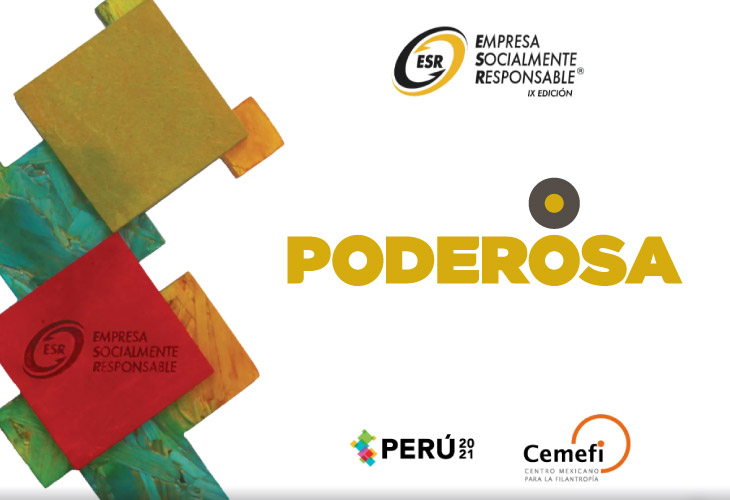 ESR
EMPRESA
SOCIALMENTE
RESPONSABLE®
IX EDICIÓN
PODEROSA
ESR
EMPRESA
SOCIALMENTE
RESPONSABLE
PERÚ 20
21
Cemefi
CENTRO MEXICANO
PARA LA FILANTROPÍA